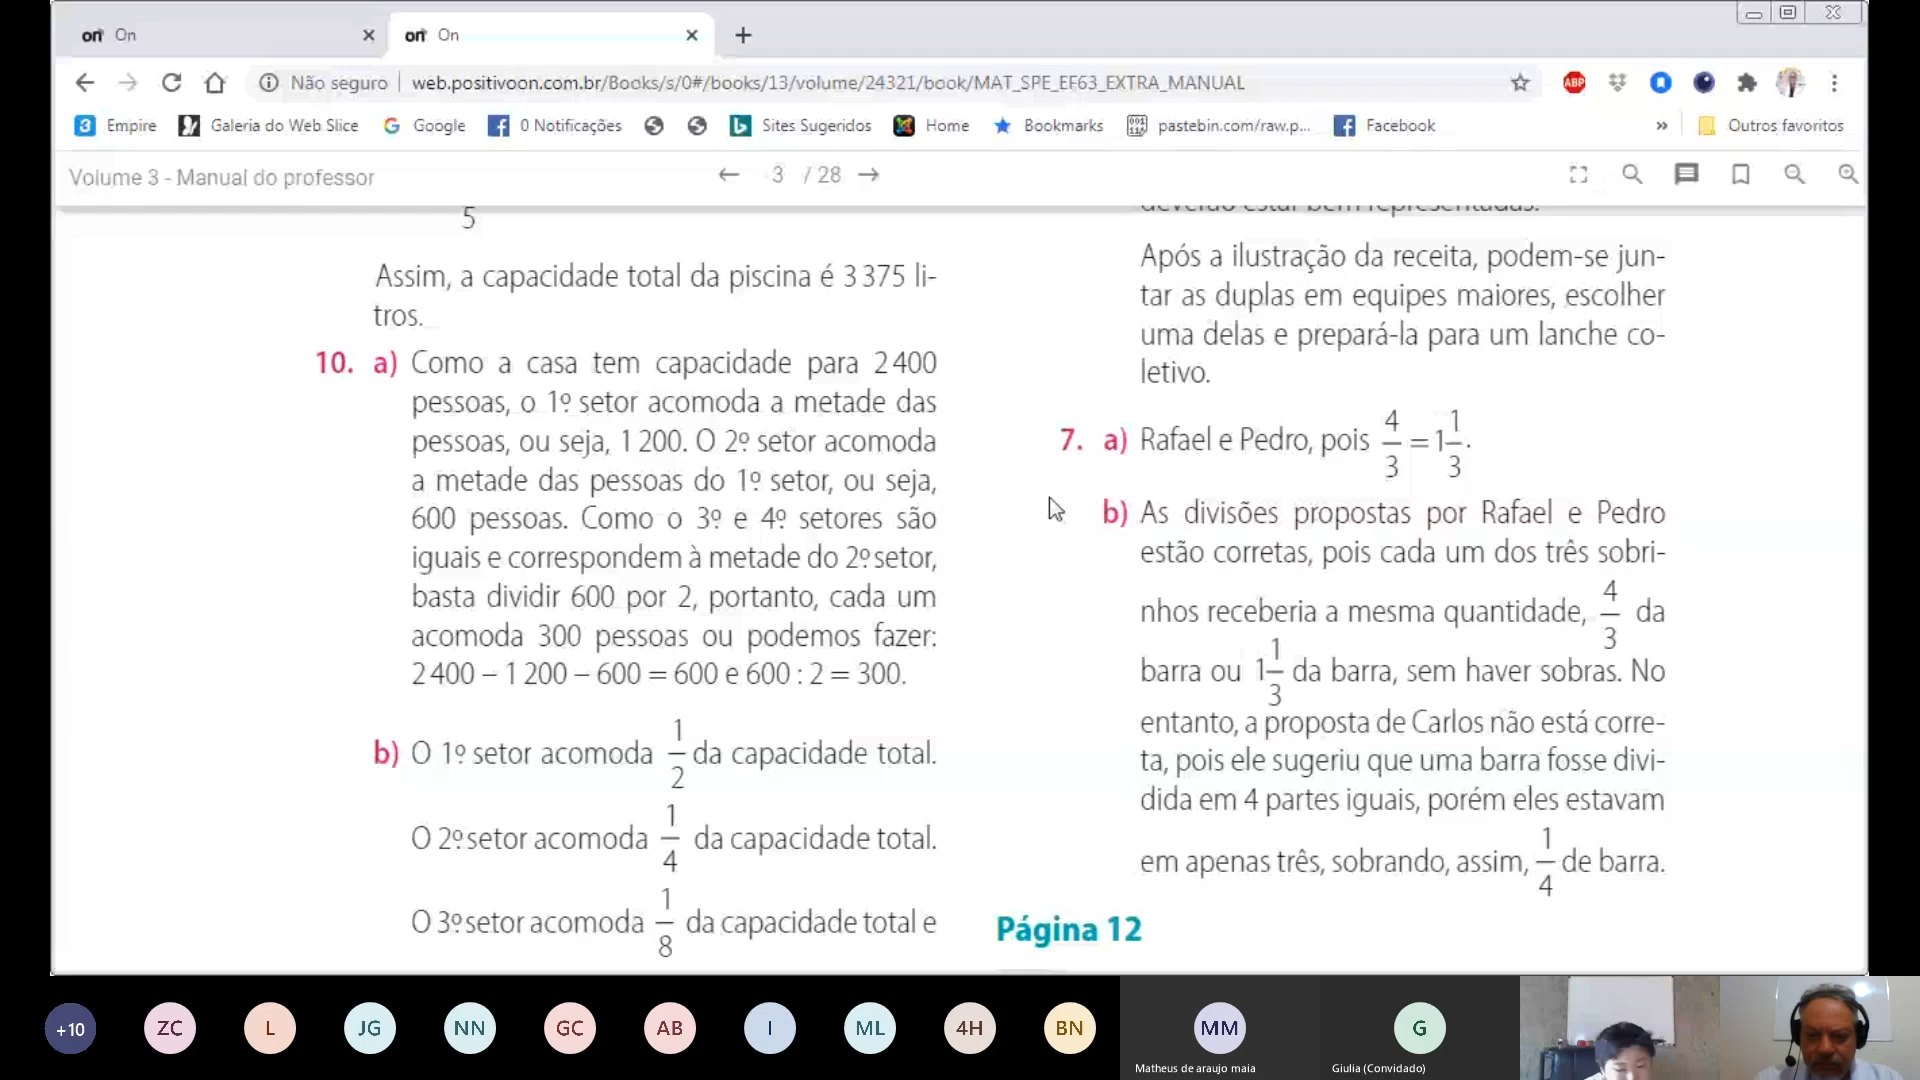 on On
on On
Não seguro web.positivoon.com.br/Books/s/0#/books/13/volume/24321/book/MAT_SPE_EF63_EXTRA_MANUAL
ABP
Empire Galeria do Web Slice Google 0 Notificações Sites Sugeridos Home Bookmarks pastebin.com/raw.p... Facebook » Outros favoritos
Volume 3 - Manual do professor
3 / 28
5
Assim, a capacidade total da piscina é 3 375 li-
tros.
10. a) Como a casa tem capacidade para 2 400
pessoas, o 1º setor acomoda a metade das
pessoas, ou seja, 1 200. O 2º setor acomoda
a metade das pessoas do 1º setor, ou seja,
600 pessoas. Como o 3º e 4º setores são
iguais e correspondem à metade do 2º setor,
basta dividir 600 por 2, portanto, cada um
acomoda 300 pessoas ou podemos fazer:
2 400 – 1 200 – 600 = 600 e 600 : 2 = 300.
b) O 1º setor acomoda 1/2 da capacidade total.
O 2º setor acomoda 1/4 da capacidade total.
O 3º setor acomoda 1/8 da capacidade total e
deverão estar bem representadas.
Após a ilustração da receita, podem-se jun-
tar as duplas em equipes maiores, escolher
uma delas e prepará-la para um lanche co-
letivo.
7. a) Rafael e Pedro, pois 4/3 = 1 1/3.
b) As divisões propostas por Rafael e Pedro
estão corretas, pois cada um dos três sobri-
nhos receberia a mesma quantidade, 4/3 da
barra ou 1 1/3 da barra, sem haver sobras. No
entanto, a proposta de Carlos não está corre-
ta, pois ele sugeriu que uma barra fosse divi-
dida em 4 partes iguais, porém eles estavam
em apenas três, sobrando, assim, 1/4 de barra.
Página 12
+10 ZC L JG NN GC AB I ML 4H BN MM G
Matheus de araujo maia
Giulia (Convidado)